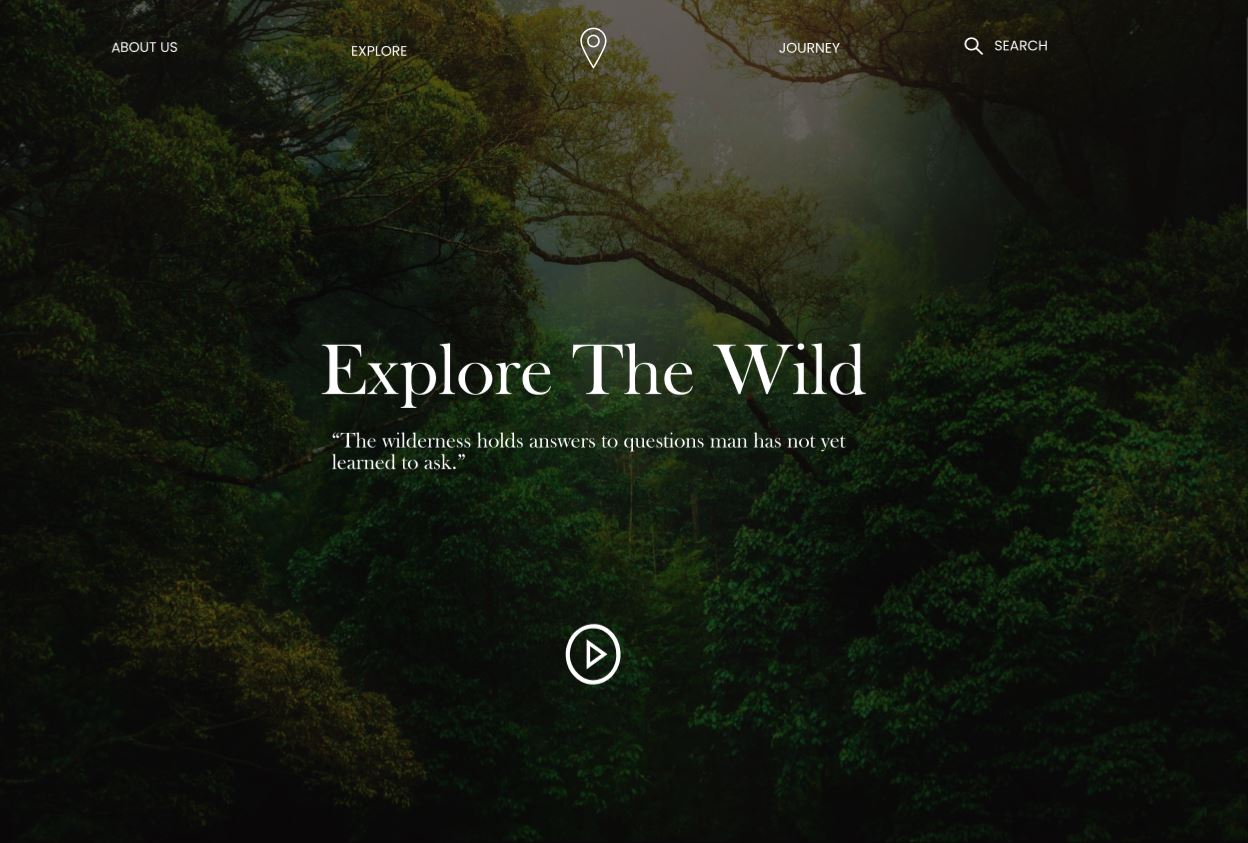 ABOUT US
EXPLORE
JOURNEY
SEARCH
Explore The Wild
“The wilderness holds answers to questions man has not yet
learned to ask.”